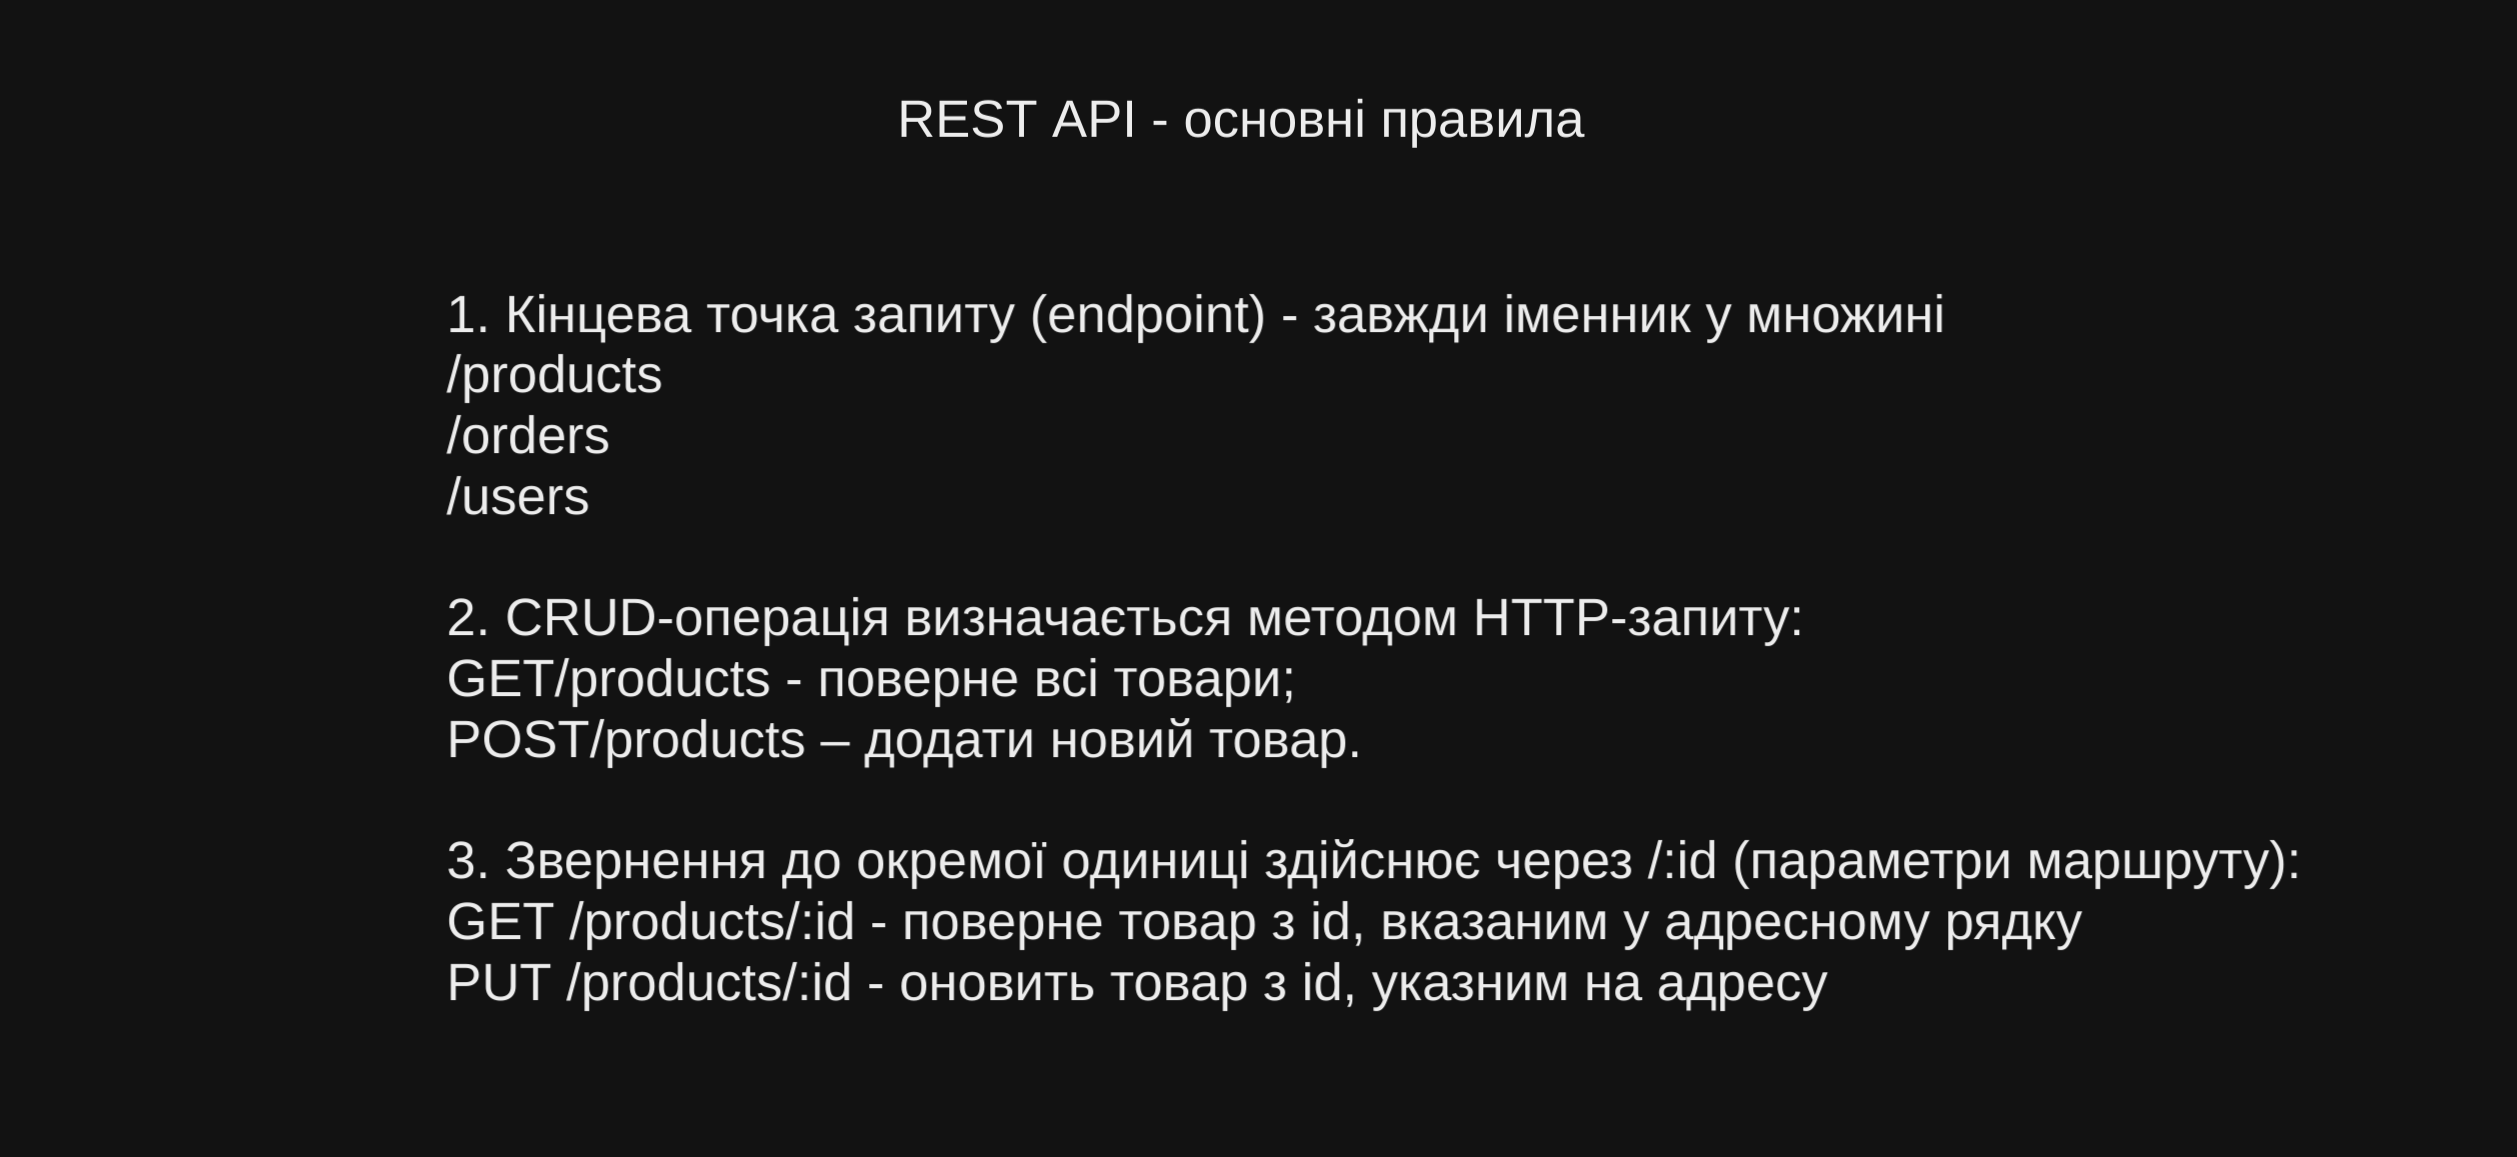 REST API - основні правила
1. Кінцева точка запиту (endpoint) - завжди іменник у множині
/products
/orders
/users
2. CRUD-операція визначається методом HTTP-запиту:
GET/products - поверне всі товари;
POST/products – додати новий товар.
3. Звернення до окремої одиниці здійснює через /:id (параметри маршруту):
GET /products/:id - поверне товар з id, вказаним у адресному рядку
PUT /products/:id - оновить товар з id, указним на адресу